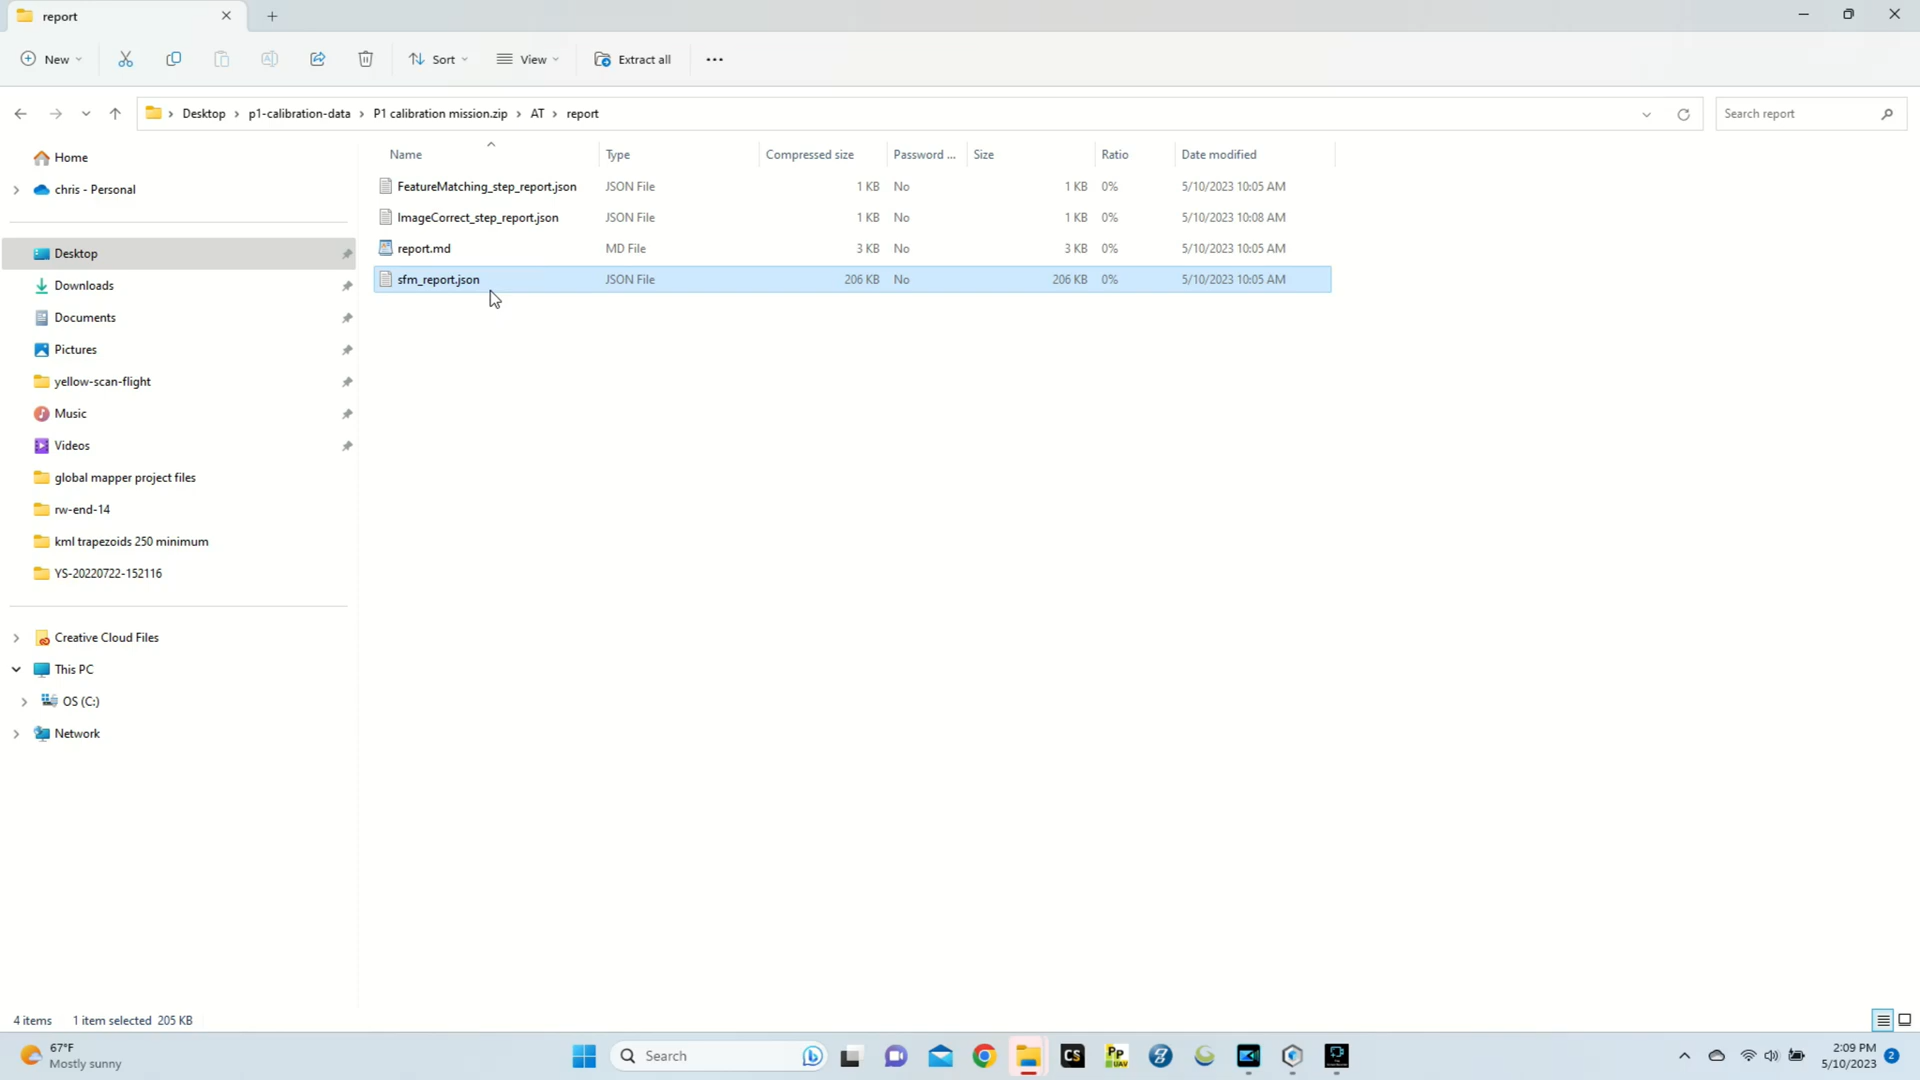 report
New
Sort
View
Extract all
Desktop
p1-calibration-data
P1 calibration mission.zip
AT
report
Search report
Home
chris - Personal
Desktop
Downloads
Documents
Pictures
yellow-scan-flight
Music
Videos
global mapper project files
rw-end-14
kml trapezoids 250 minimum
YS-20220722-152116
Creative Cloud Files
This PC
OS (C:)
Network
Name Type Compressed size Password ... Size Ratio Date modified
FeatureMatching_step_report.json JSON File 1 KB No 1 KB 0% 5/10/2023 10:05 AM
ImageCorrect_step_report.json JSON File 1 KB No 1 KB 0% 5/10/2023 10:08 AM
report.md MD File 3 KB No 3 KB 0% 5/10/2023 10:05 AM
sfm_report.json JSON File 206 KB No 206 KB 0% 5/10/2023 10:05 AM
4 items 1 item selected 205 KB
67°F
Mostly sunny
Search
CS
Pp
UAV
2:09 PM
5/10/2023
2